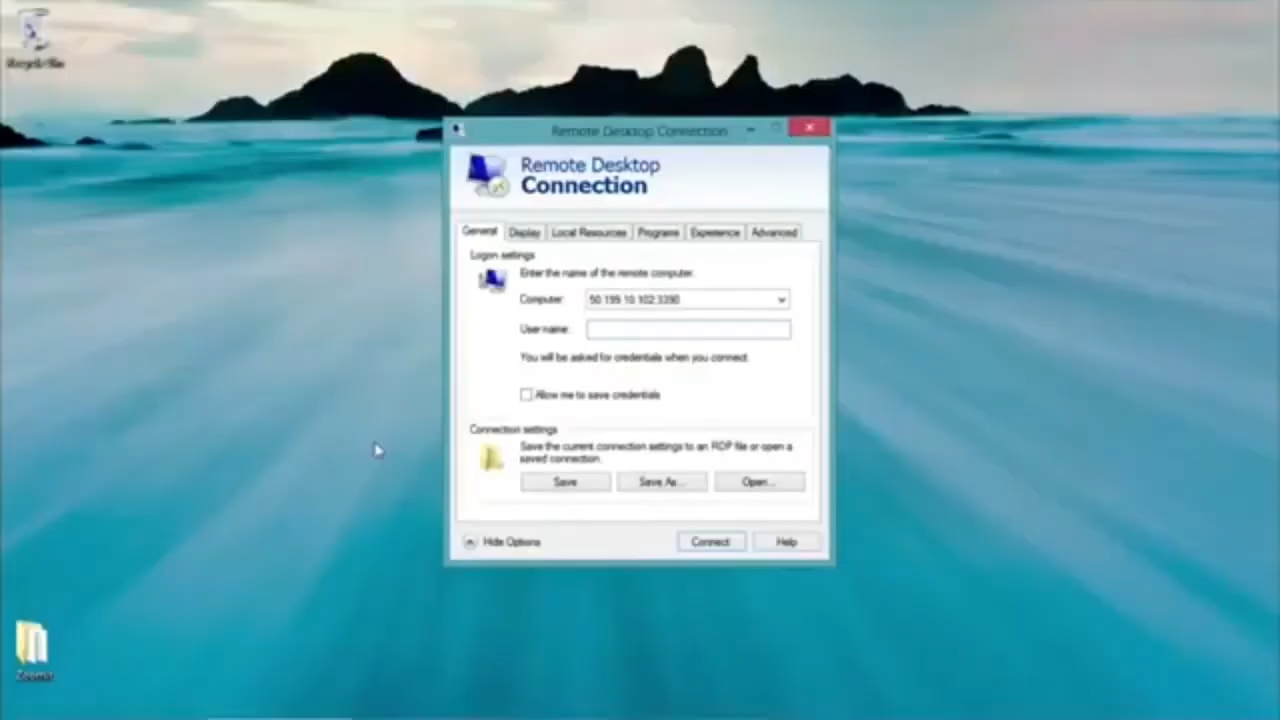 Recycle Bin
Remote Desktop Connection
Remote Desktop
Connection
General Display Local Resources Programs Experience Advanced
Logon settings
Enter the name of the remote computer.
Computer:
User name:
You will be asked for credentials when you connect.
Allow me to save credentials
Connection settings
Save the current connection settings to an RDP file or open a
saved connection.
Save Save As... Open...
Hide Options Connect Help